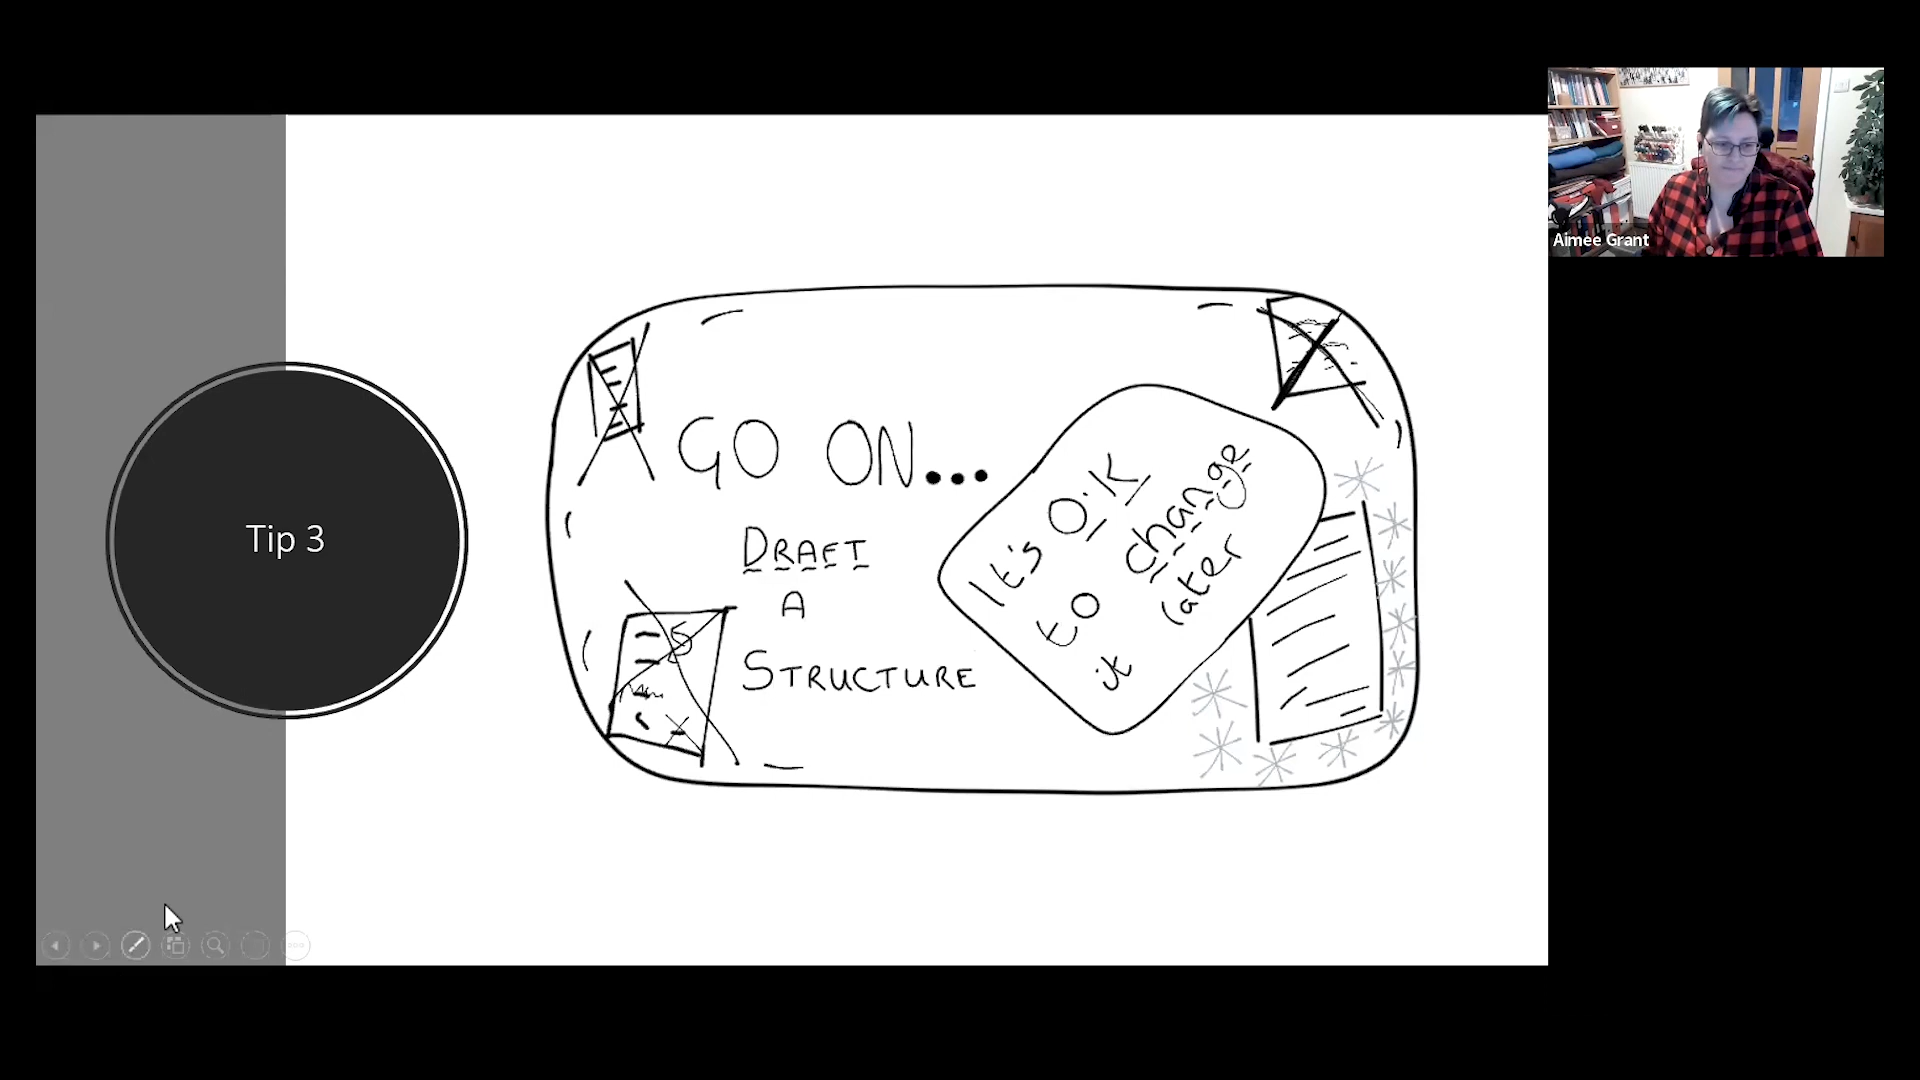 Tip 3
GO ON...
DRAFT
A
STRUCTURE
It's O.K
to change
it later
Aimee Grant